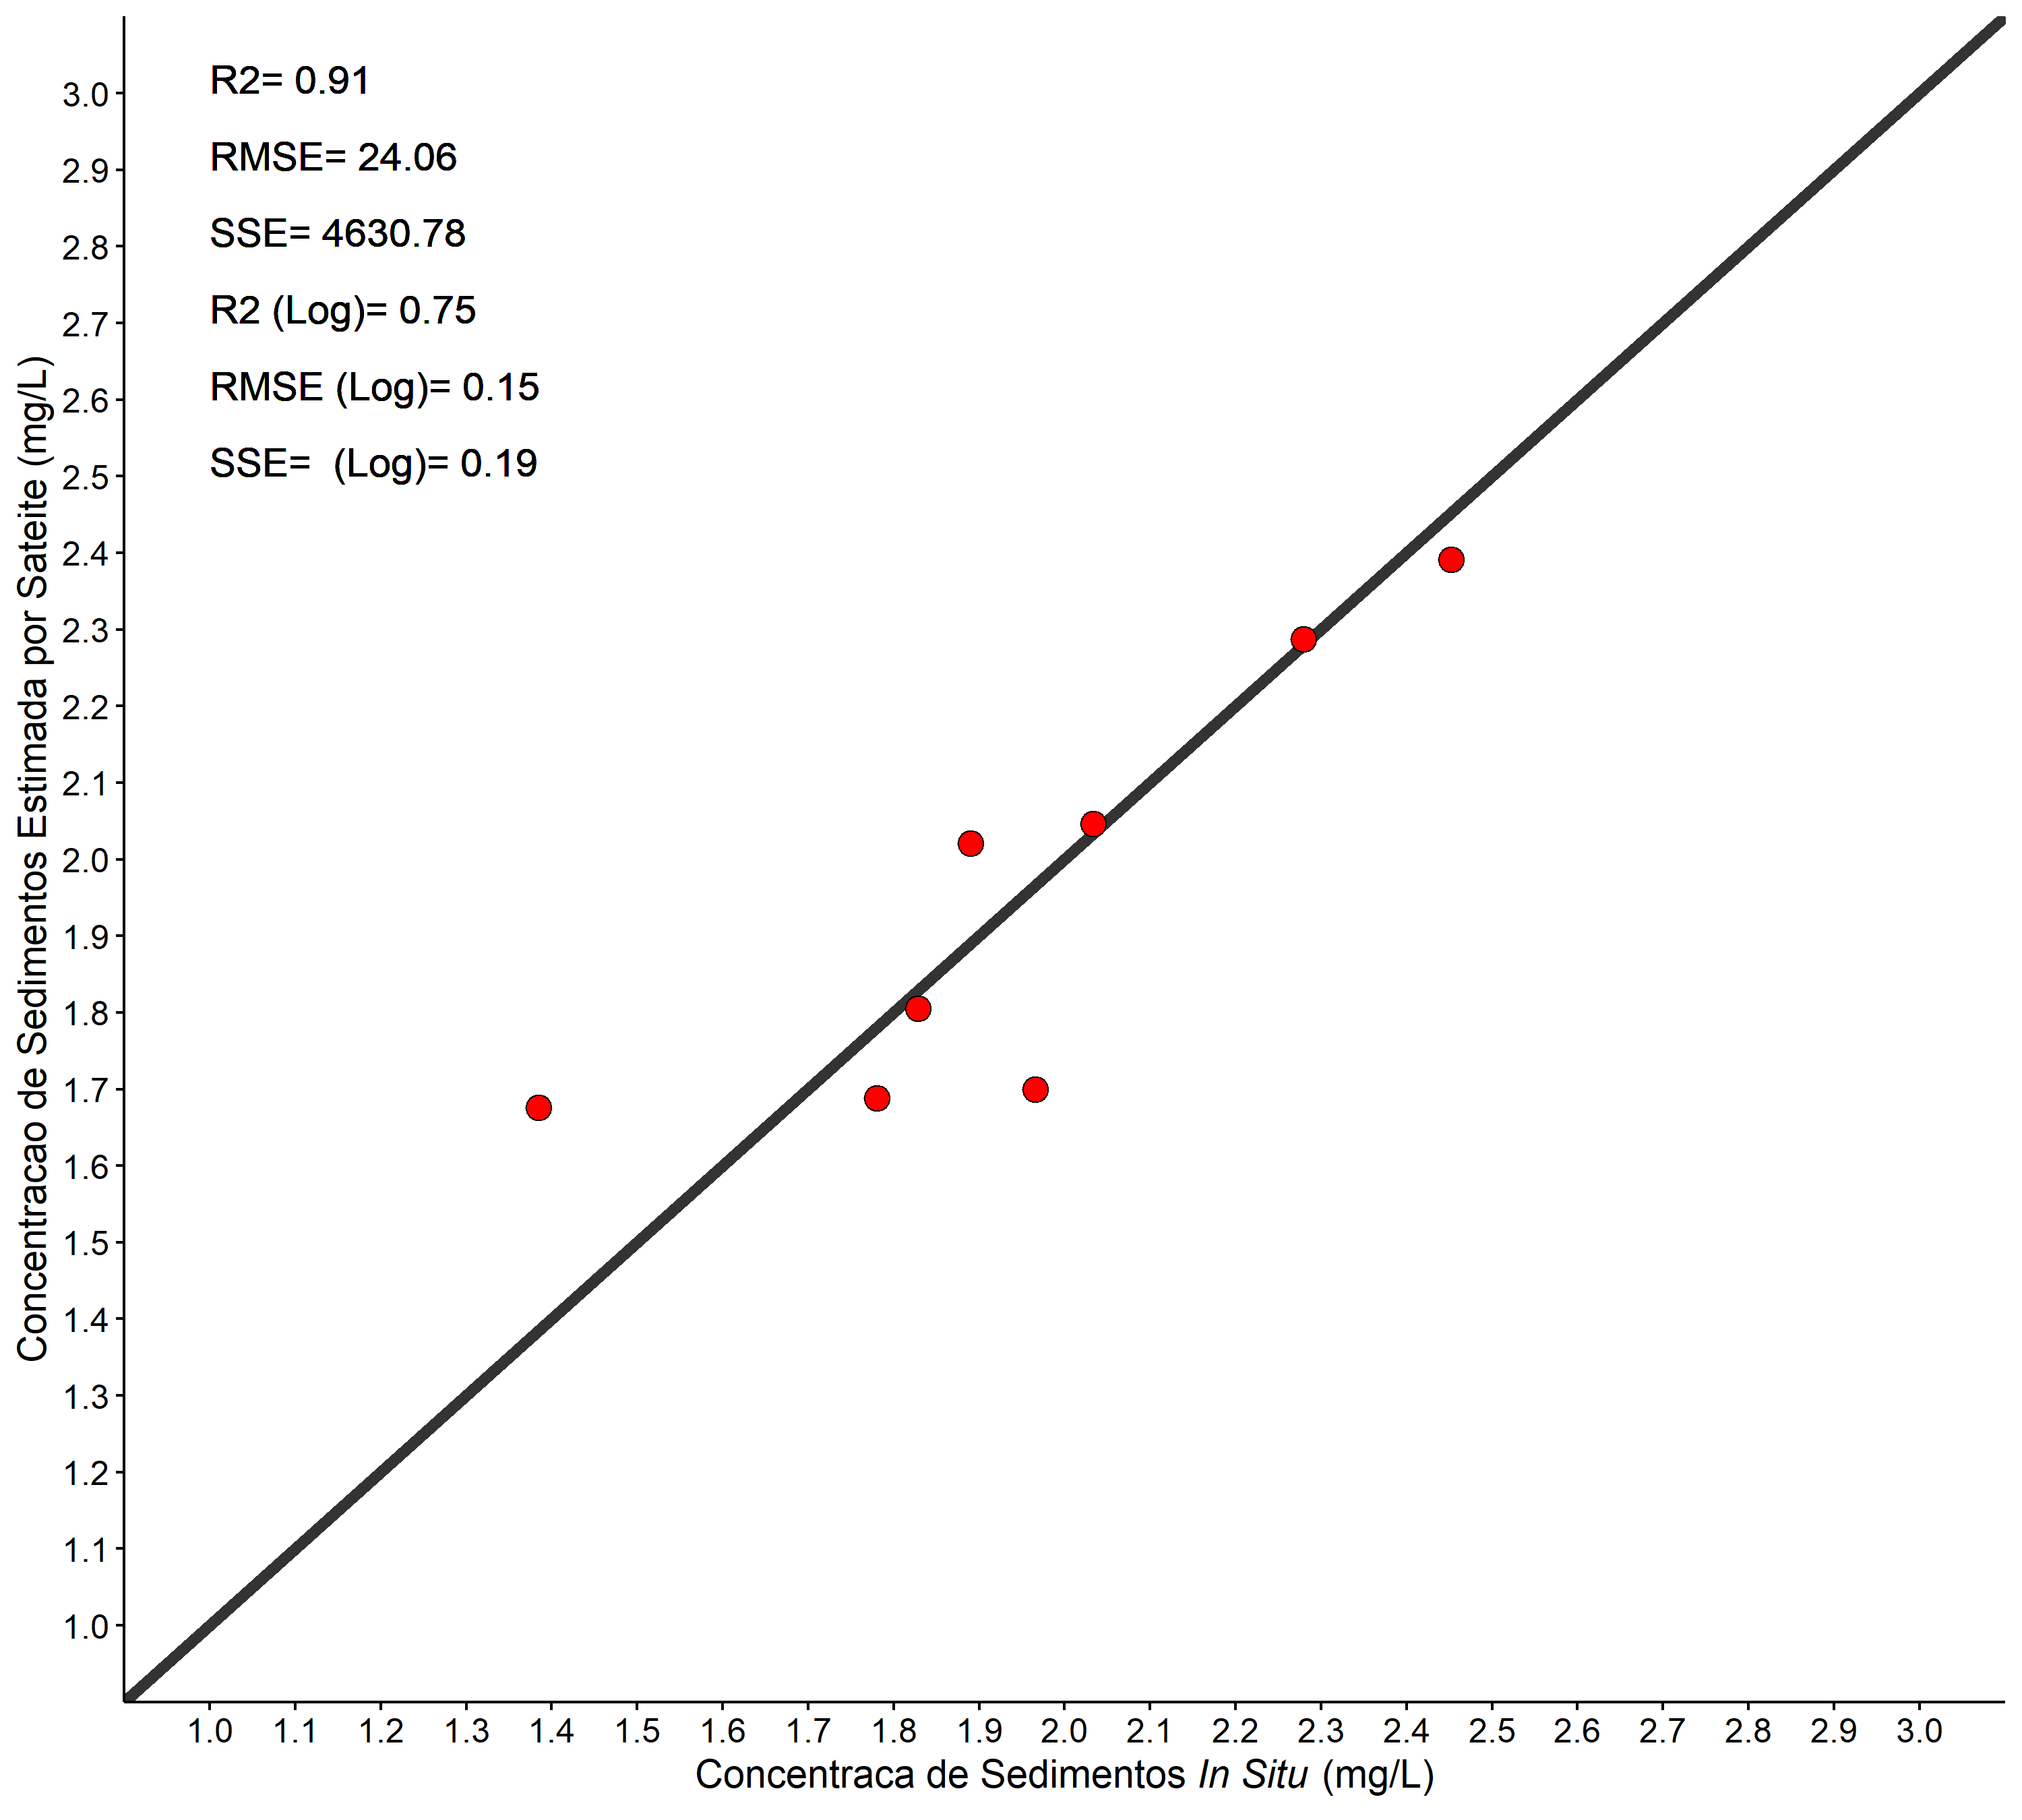 R2= 0.91
RMSE= 24.06
SSE= 4630.78
R2 (Log)= 0.75
RMSE (Log)= 0.15
SSE=  (Log)= 0.19
Concentracao de Sedimentos Estimada por Sateite (mg/L)
3.0
2.9
2.8
2.7
2.6
2.5
2.4
2.3
2.2
2.1
2.0
1.9
1.8
1.7
1.6
1.5
1.4
1.3
1.2
1.1
1.0
1.0 1.1 1.2 1.3 1.4 1.5 1.6 1.7 1.8 1.9 2.0 2.1 2.2 2.3 2.4 2.5 2.6 2.7 2.8 2.9 3.0
Concentraca de Sedimentos In Situ (mg/L)